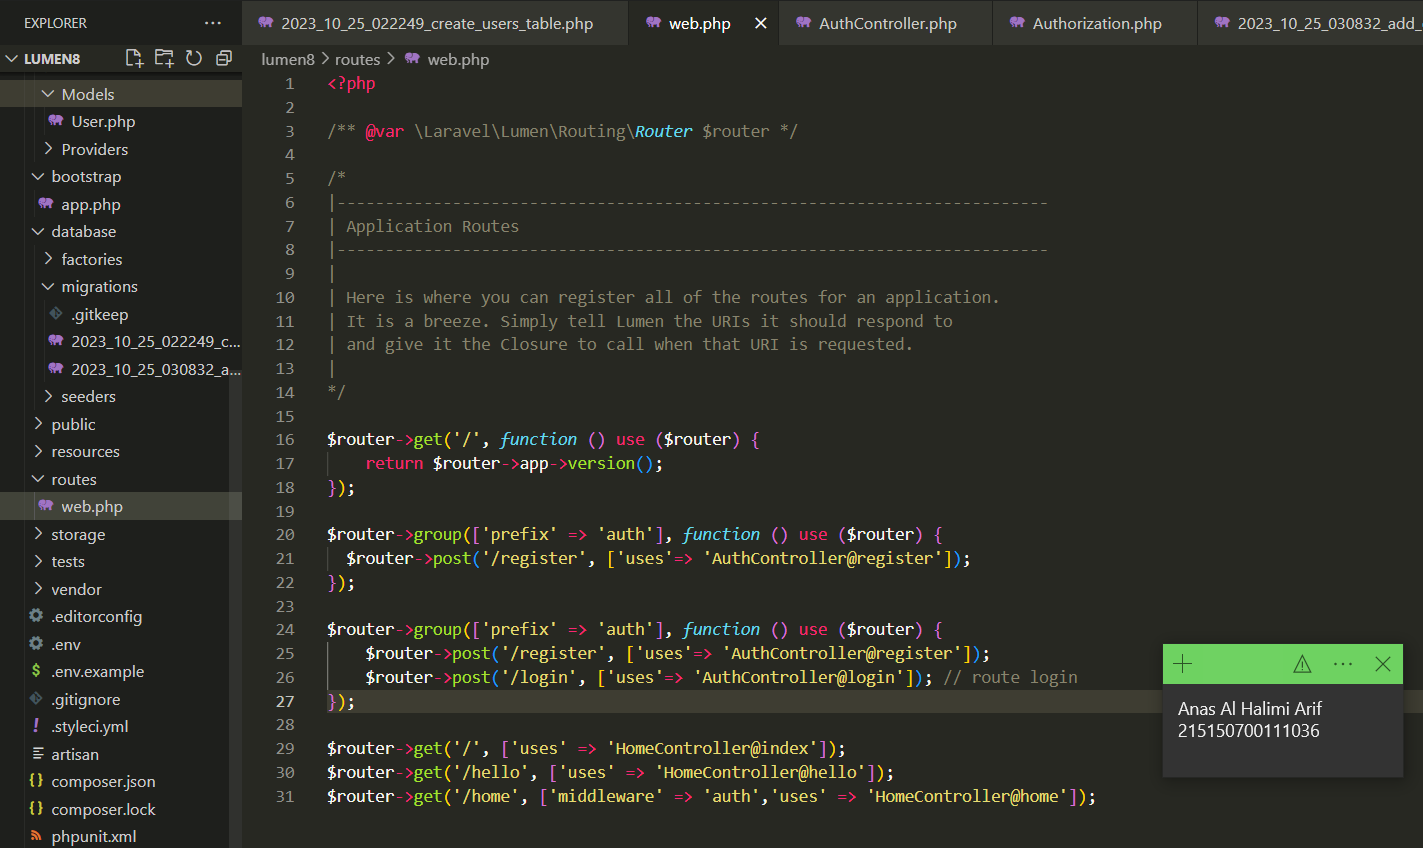 EXPLORER ...
LUMEN8
Models
User.php
Providers
bootstrap
app.php
database
factories
migrations
.gitkeep
2023_10_25_022249_c...
2023_10_25_030832_a...
seeders
public
resources
routes
web.php
storage
tests
vendor
.editorconfig
.env
.env.example
.gitignore
.styleci.yml
artisan
composer.json
composer.lock
phpunit.xml
2023_10_25_022249_create_users_table.php web.php AuthController.php Authorization.php 2023_10_25_030832_add_
lumen8 > routes > web.php
1 <?php
2
3 /** @var \Laravel\Lumen\Routing\Router $router */
4
5 /*
6 |--------------------------------------------------------------------------
7 | Application Routes
8 |--------------------------------------------------------------------------
9 |
10 | Here is where you can register all of the routes for an application.
11 | It is a breeze. Simply tell Lumen the URIs it should respond to
12 | and give it the Closure to call when that URI is requested.
13 |
14 */
15
16 $router->get('/', function () use ($router) {
17     return $router->app->version();
18 });
19
20 $router->group(['prefix' => 'auth'], function () use ($router) {
21   $router->post('/register', ['uses'=> 'AuthController@register']);
22 });
23
24 $router->group(['prefix' => 'auth'], function () use ($router) {
25     $router->post('/register', ['uses'=> 'AuthController@register']);
26     $router->post('/login', ['uses'=> 'AuthController@login']); // route login
27 });
28
29 $router->get('/', ['uses' => 'HomeController@index']);
30 $router->get('/hello', ['uses' => 'HomeController@hello']);
31 $router->get('/home', ['middleware' => 'auth','uses' => 'HomeController@home']);
Anas Al Halimi Arif
215150700111036